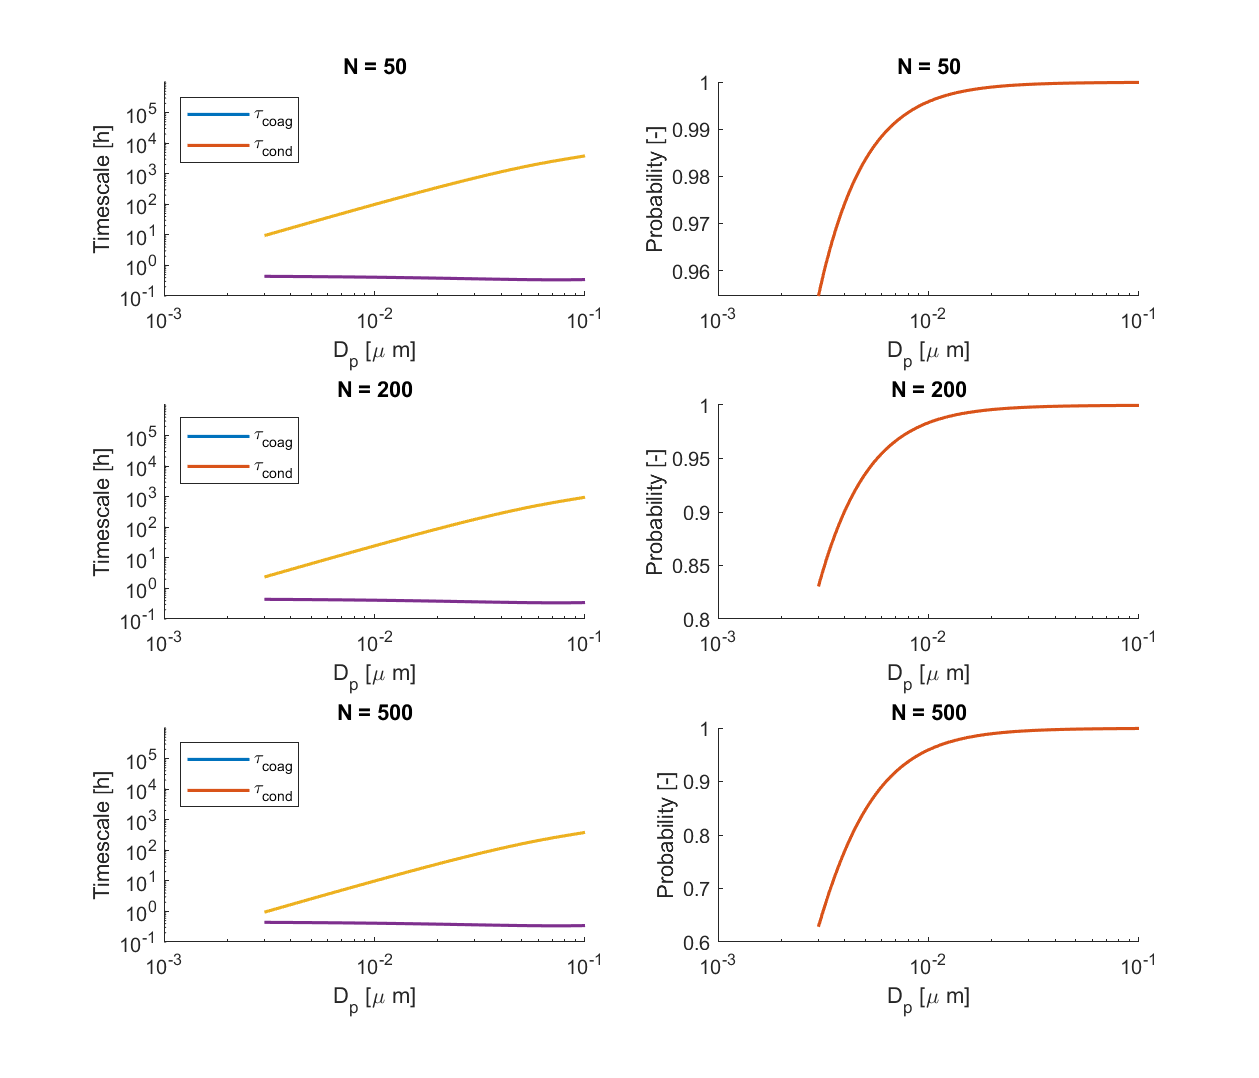 N = 50
Timescale [h]
10^5
10^4
10^3
10^2
10^1
10^0
10^-1
τ_coag
τ_cond
10^-3 10^-2 10^-1
D_p [μ m]
N = 50
Probability [-]
1
0.99
0.98
0.97
0.96
10^-3 10^-2 10^-1
D_p [μ m]
N = 200
Timescale [h]
10^5
10^4
10^3
10^2
10^1
10^0
10^-1
τ_coag
τ_cond
10^-3 10^-2 10^-1
D_p [μ m]
N = 200
Probability [-]
1
0.95
0.9
0.85
0.8
10^-3 10^-2 10^-1
D_p [μ m]
N = 500
Timescale [h]
10^5
10^4
10^3
10^2
10^1
10^0
10^-1
τ_coag
τ_cond
10^-3 10^-2 10^-1
D_p [μ m]
N = 500
Probability [-]
1
0.9
0.8
0.7
0.6
10^-3 10^-2 10^-1
D_p [μ m]